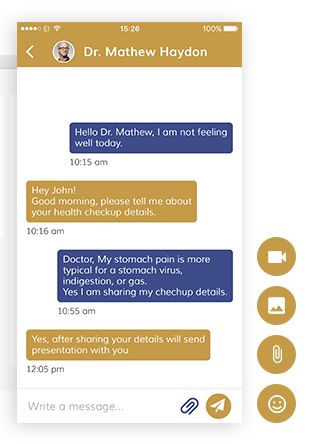 El
15:26
100%
Dr. Mathew Haydon
Hello Dr. Mathew, I am not feeling
well today.
10:15 am
Hey John!
Good morning, please tell me about
your health checkup details.
10:16 am
Doctor, My stomach pain is more
typical for a stomach virus,
indigestion, or gas.
Yes I am sharing my chechup details.
10:55 am
Yes, after sharing your details will send
presentation with you
12:05 pm
Write a message...